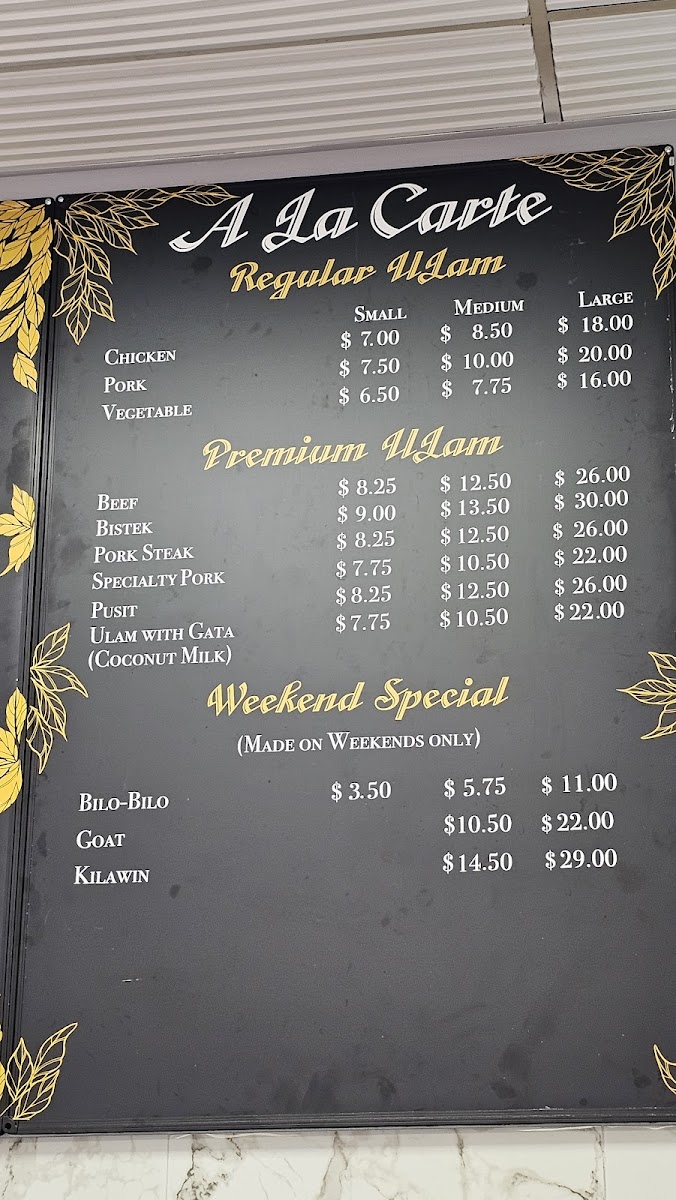 A La Carte
Regular Ulam
Small Medium Large
Chicken $ 7.00 $ 8.50 $ 18.00
Pork $ 7.50 $ 10.00 $ 20.00
Vegetable $ 6.50 $ 7.75 $ 16.00
Premium Ulam
Beef $ 8.25 $ 12.50 $ 26.00
Bistek $ 9.00 $ 13.50 $ 30.00
Pork Steak $ 8.25 $ 12.50 $ 26.00
Specialty Pork $ 7.75 $ 10.50 $ 22.00
Pusit $ 8.25 $ 12.50 $ 26.00
Ulam with Gata $ 7.75 $ 10.50 $ 22.00
(Coconut Milk)
Weekend Special
(Made on Weekends only)
Bilo-Bilo $ 3.50 $ 5.75 $ 11.00
Goat $10.50 $ 22.00
Kilawin $14.50 $ 29.00